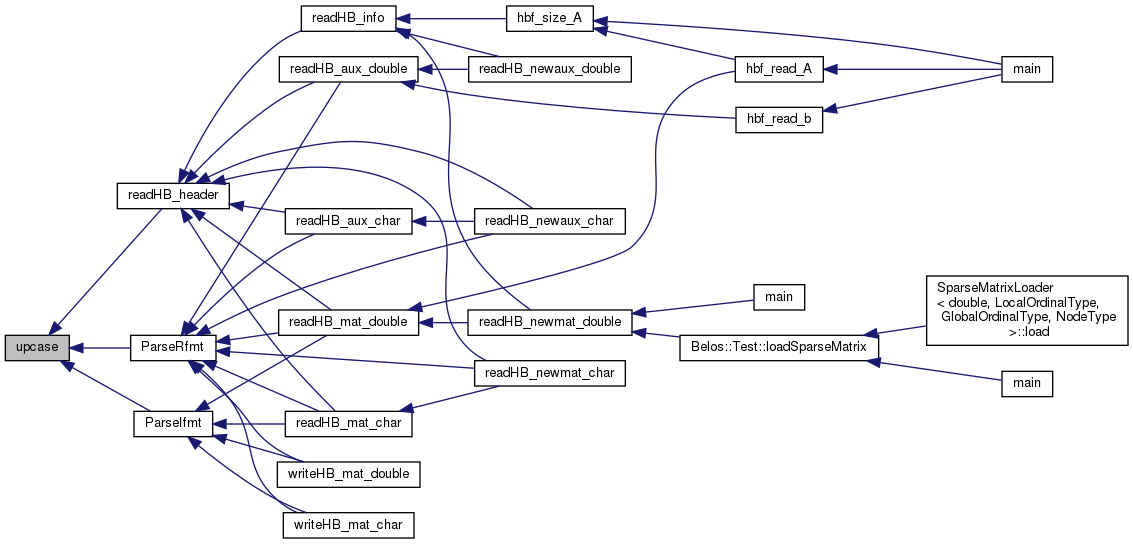 readHB_info
hbf_size_A
readHB_aux_double
readHB_newaux_double
hbf_read_A
main
hbf_read_b
readHB_header
readHB_aux_char
readHB_newaux_char
SparseMatrixLoader
< double, LocalOrdinalType,
GlobalOrdinalType, NodeType
>::load
main
readHB_mat_double
readHB_newmat_double
upcase
ParseRfmt
Belos::Test::loadSparseMatrix
readHB_newmat_char
main
ParseIfmt
readHB_mat_char
writeHB_mat_double
writeHB_mat_char